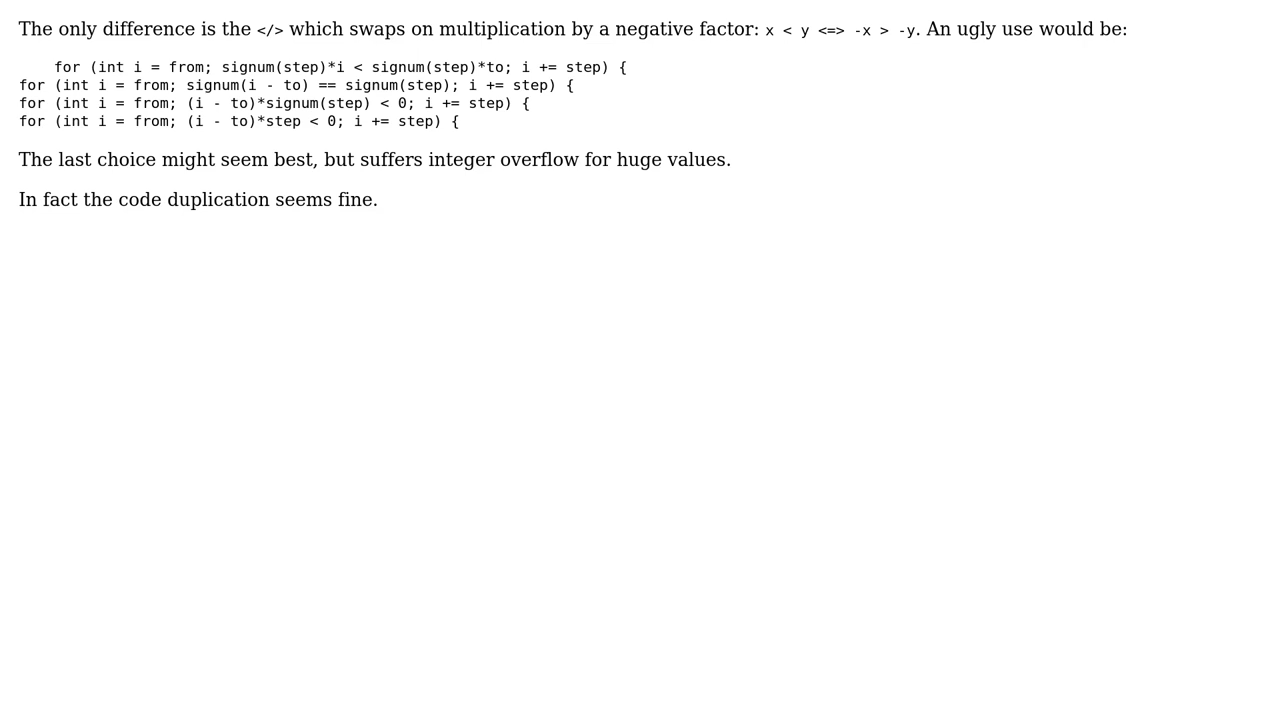 The only difference is the </> which swaps on multiplication by a negative factor: x < y <=> -x > -y. An ugly use would be:
    for (int i = from; signum(step)*i < signum(step)*to; i += step) {
for (int i = from; signum(i - to) == signum(step); i += step) {
for (int i = from; (i - to)*signum(step) < 0; i += step) {
for (int i = from; (i - to)*step < 0; i += step) {
The last choice might seem best, but suffers integer overflow for huge values.
In fact the code duplication seems fine.